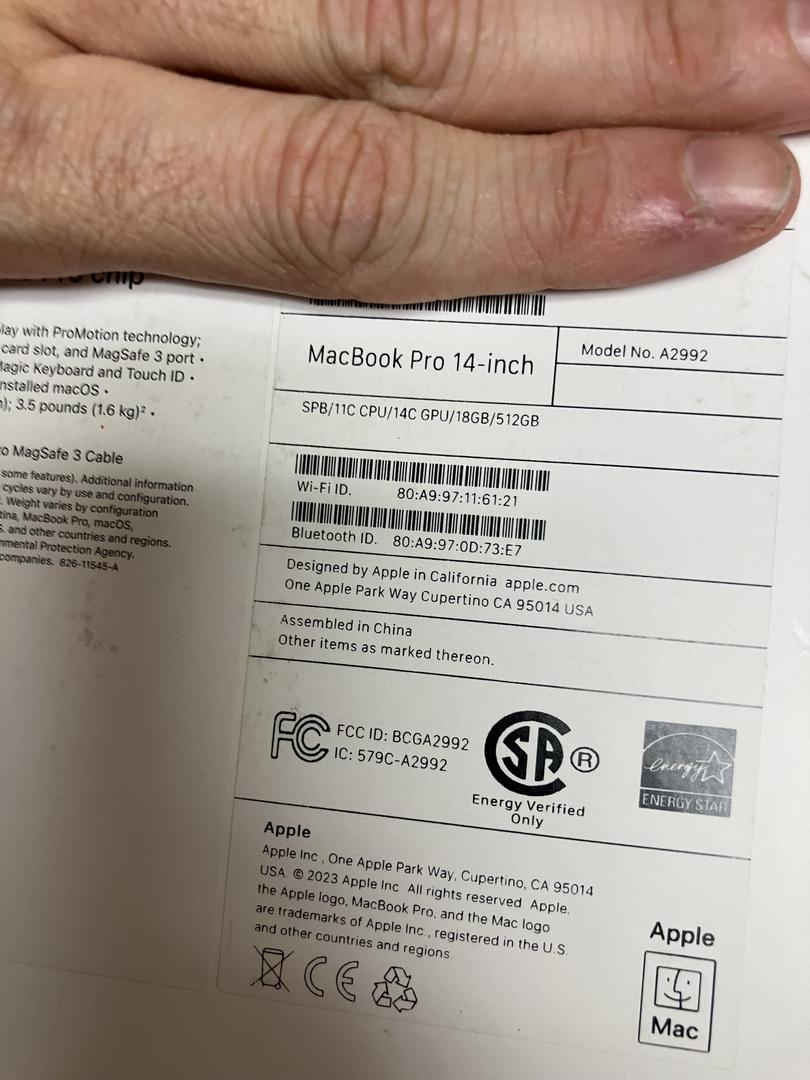 chip
lay with ProMotion technology;
card slot, and MagSafe 3 port •
Magic Keyboard and Touch ID •
nstalled macOS •
); 3.5 pounds (1.6 kg)² •
o MagSafe 3 Cable
some features). Additional information
cycles vary by use and configuration.
. Weight varies by configuration
tina, MacBook Pro, macOS,
S. and other countries and regions.
nmental Protection Agency.
companies. 826-11545-A
MacBook Pro 14-inch
Model No. A2992
SPB/11C CPU/14C GPU/18GB/512GB
Wi-Fi ID. 80:A9:97:11:61:21
Bluetooth ID. 80:A9:97:0D:73:E7
Designed by Apple in California apple.com
One Apple Park Way Cupertino CA 95014 USA
Assembled in China
Other items as marked thereon.
FC
FCC ID: BCGA2992
IC: 579C-A2992
SA ®
Energy Verified
Only
energy
ENERGY STAR
Apple
Apple Inc., One Apple Park Way, Cupertino, CA 95014
USA. © 2023 Apple Inc. All rights reserved. Apple,
the Apple logo, MacBook Pro, and the Mac logo
are trademarks of Apple Inc., registered in the U.S.
and other countries and regions.
CE
Apple
Mac